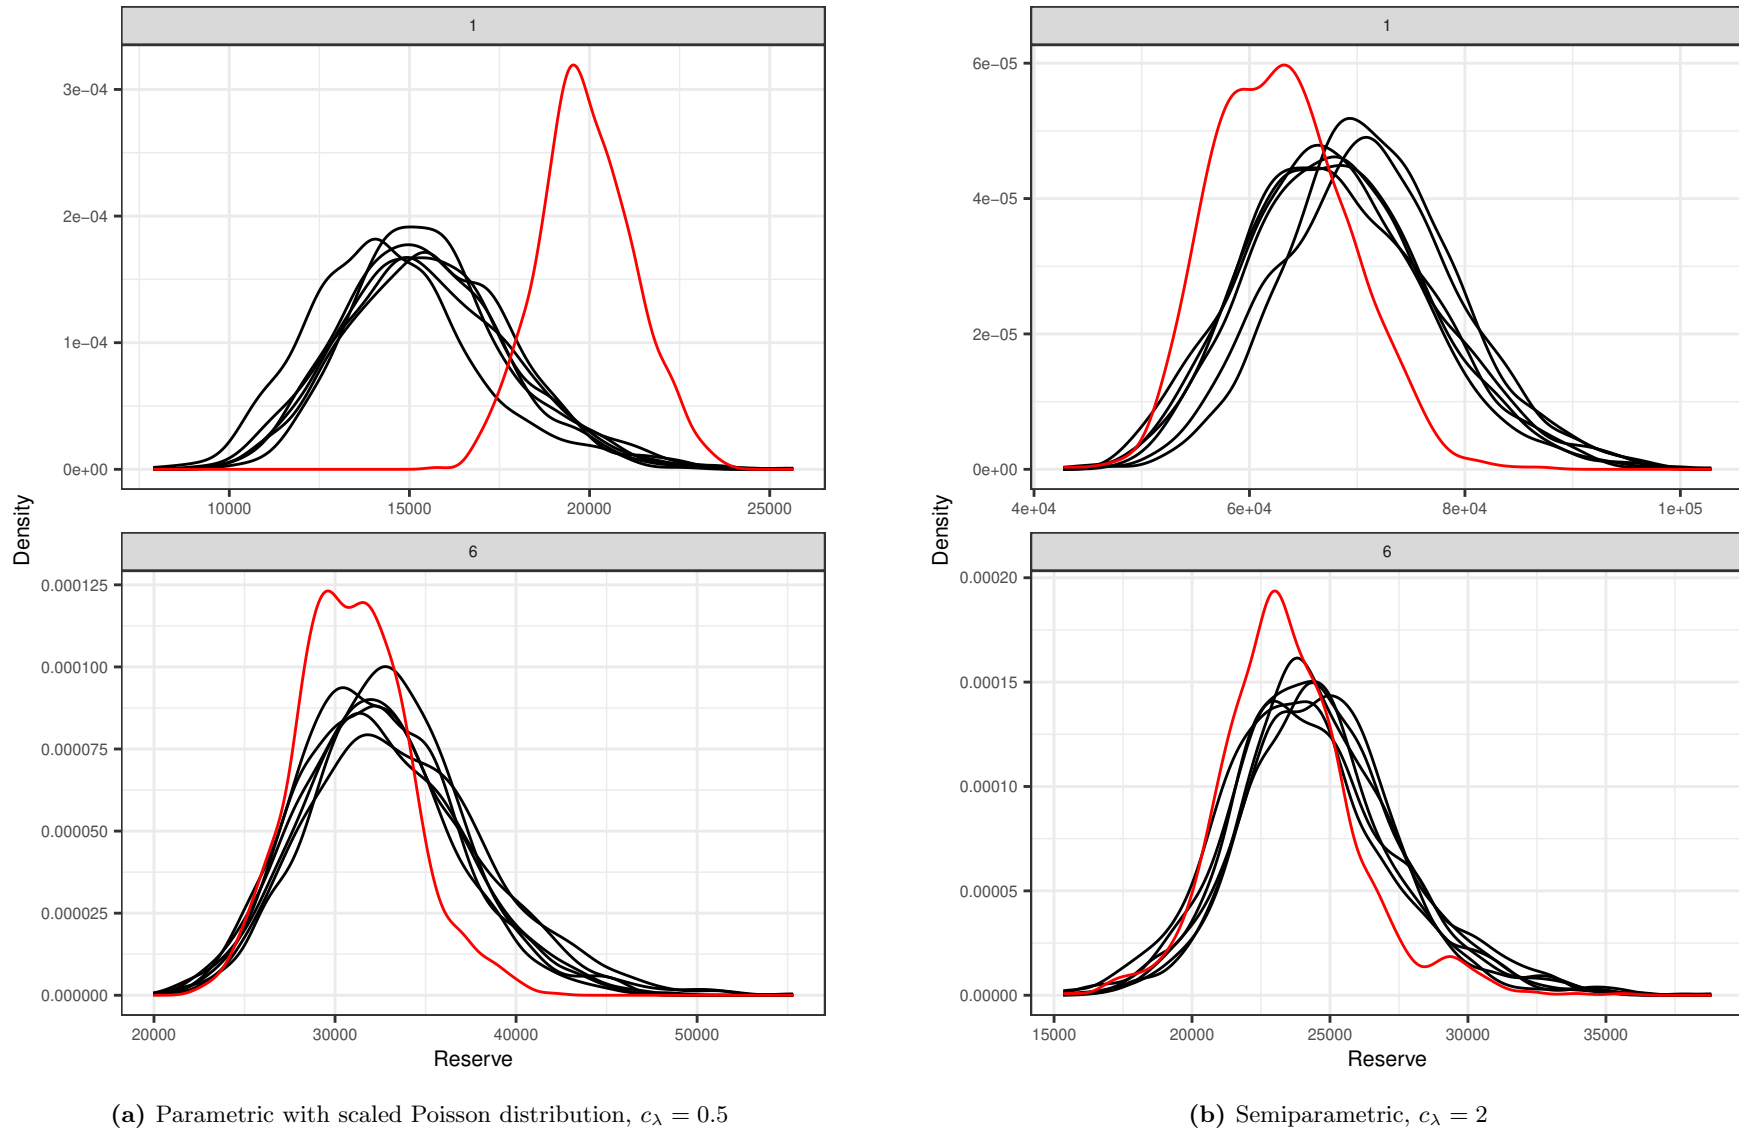 1
3e−04
2e−04
1e−04
0e+00
10000 15000 20000 25000
6
0.000125
0.000100
0.000075
0.000050
0.000025
0.000000
20000 30000 40000 50000
Density
Reserve
(a) Parametric with scaled Poisson distribution, c_λ = 0.5
1
6e−05
4e−05
2e−05
0e+00
4e+04 6e+04 8e+04 1e+05
6
0.00020
0.00015
0.00010
0.00005
0.00000
15000 20000 25000 30000 35000
Density
Reserve
(b) Semiparametric, c_λ = 2